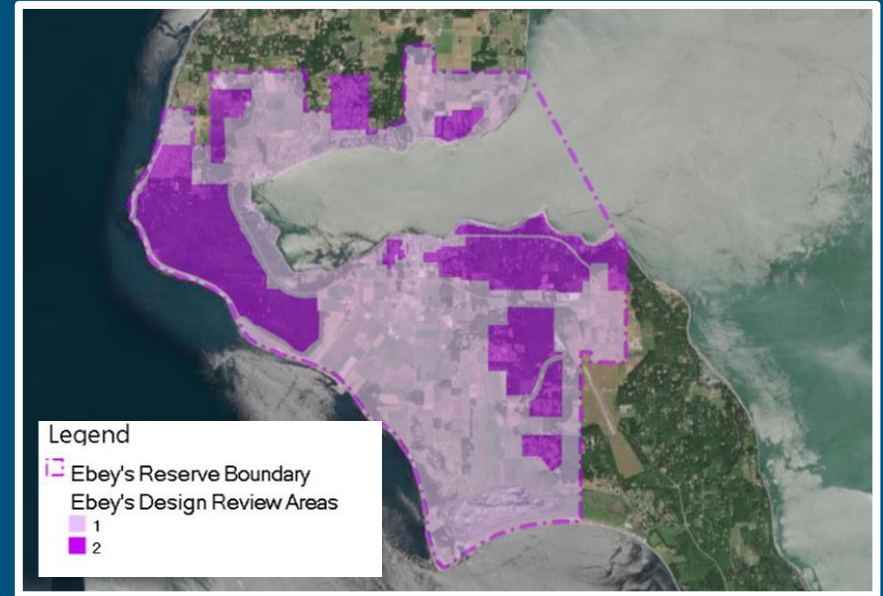 Legend
Ebey's Reserve Boundary
Ebey's Design Review Areas
1
2